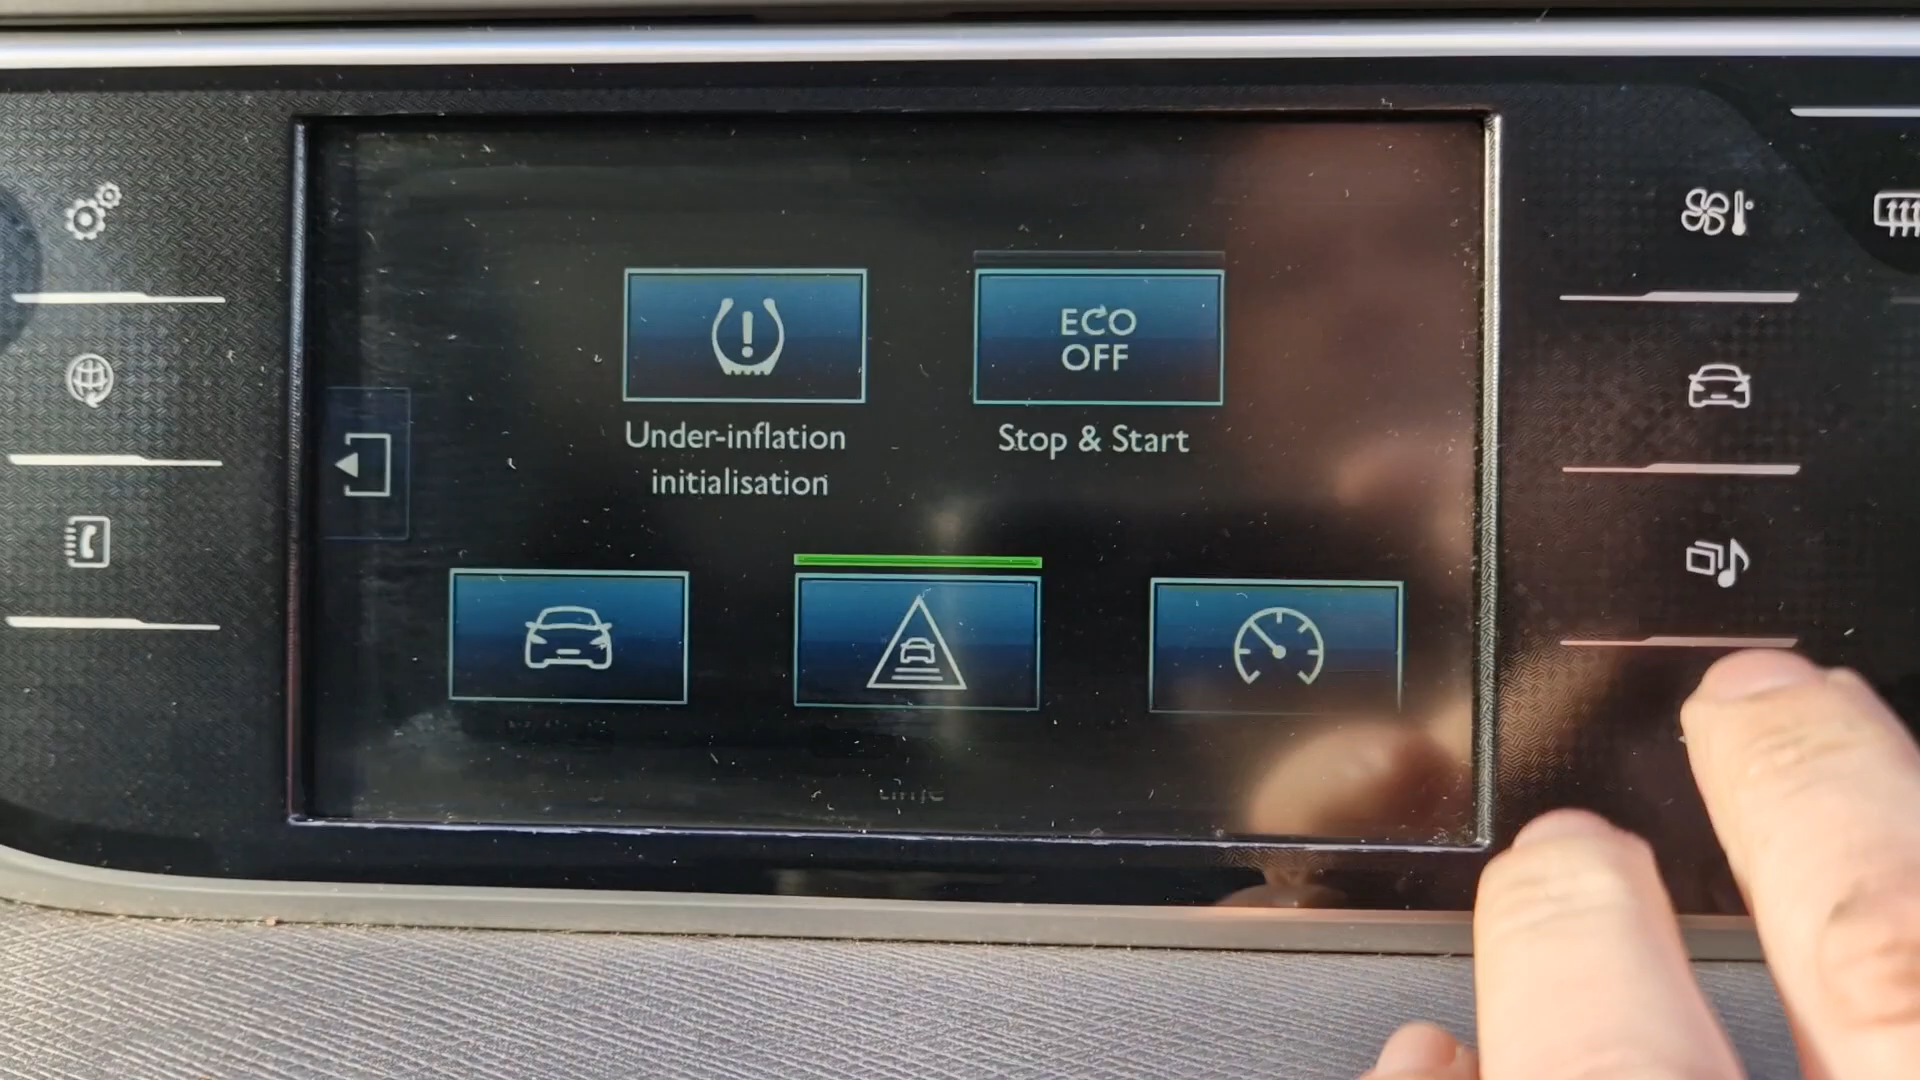 ECO
OFF
Under-inflation
initialisation
Stop & Start